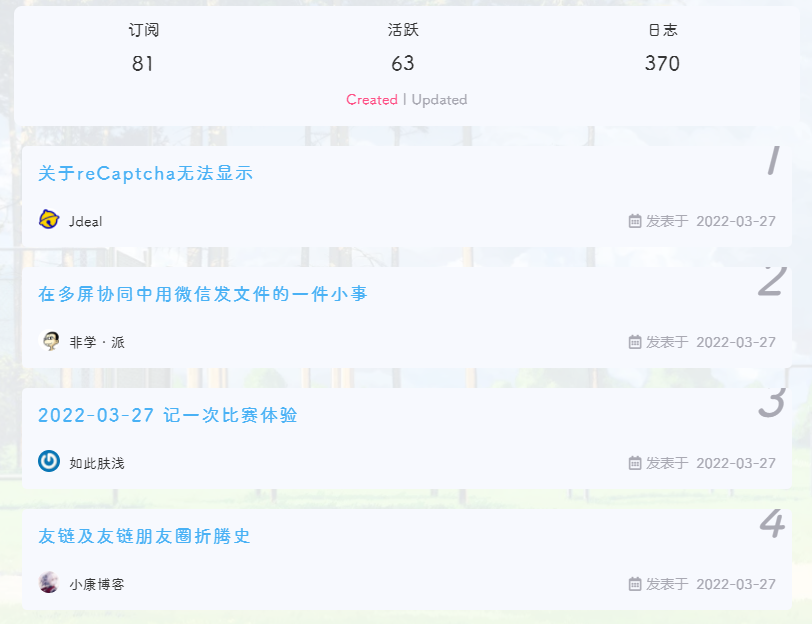 订阅 活跃 日志
81 63 370
Created | Updated
关于reCaptcha无法显示 1
Jdeal 发表于 2022-03-27
在多屏协同中用微信发文件的一件小事 2
非学·派 发表于 2022-03-27
2022-03-27 记一次比赛体验 3
如此肤浅 发表于 2022-03-27
友链及友链朋友圈折腾史 4
小康博客 发表于 2022-03-27